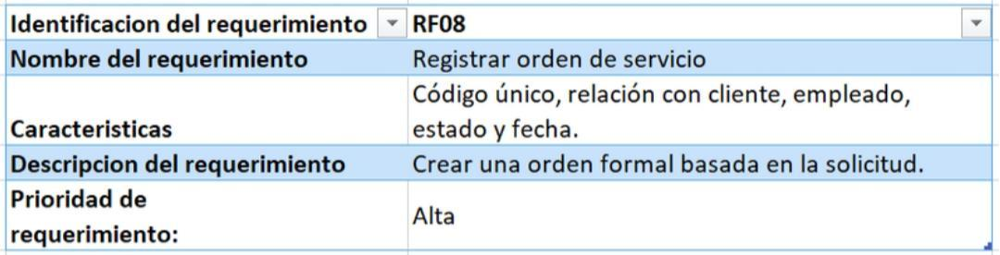 Identificacion del requerimiento RF08
Nombre del requerimiento Registrar orden de servicio
Código único, relación con cliente, empleado,
Caracteristicas estado y fecha.
Descripcion del requerimiento Crear una orden formal basada en la solicitud.
Prioridad de
requerimiento: Alta